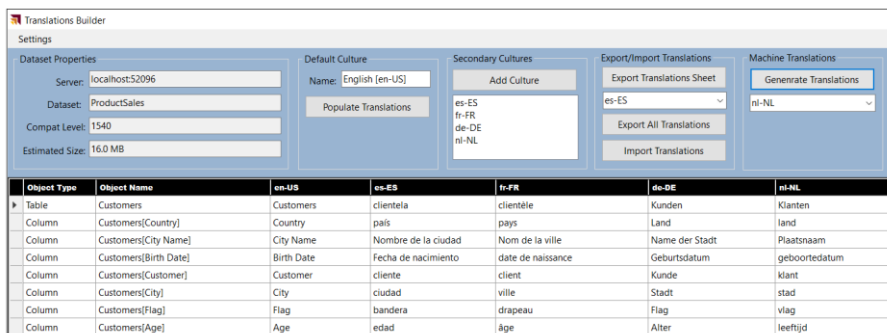 Translations Builder
Settings
Dataset Properties
Server: localhost:52096
Dataset: ProductSales
Compat Level: 1540
Estimated Size: 16.0 MB
Default Culture
Name: English [en-US]
Populate Translations
Secondary Cultures
Add Culture
es-ES
fr-FR
de-DE
nl-NL
Export/Import Translations
Export Translations Sheet
es-ES
Export All Translations
Import Translations
Machine Translations
Genenrate Translations
nl-NL
Object Type Object Name en-US es-ES fr-FR de-DE nl-NL
Table Customers Customers clientela clientèle Kunden Klanten
Column Customers[Country] Country país pays Land land
Column Customers[City Name] City Name Nombre de la ciudad Nom de la ville Name der Stadt Plaatsnaam
Column Customers[Birth Date] Birth Date Fecha de nacimiento date de naissance Geburtsdatum geboortedatum
Column Customers[Customer] Customer cliente client Kunde klant
Column Customers[City] City ciudad ville Stadt stad
Column Customers[Flag] Flag bandera drapeau Flag vlag
Column Customers[Age] Age edad âge Alter leeftijd